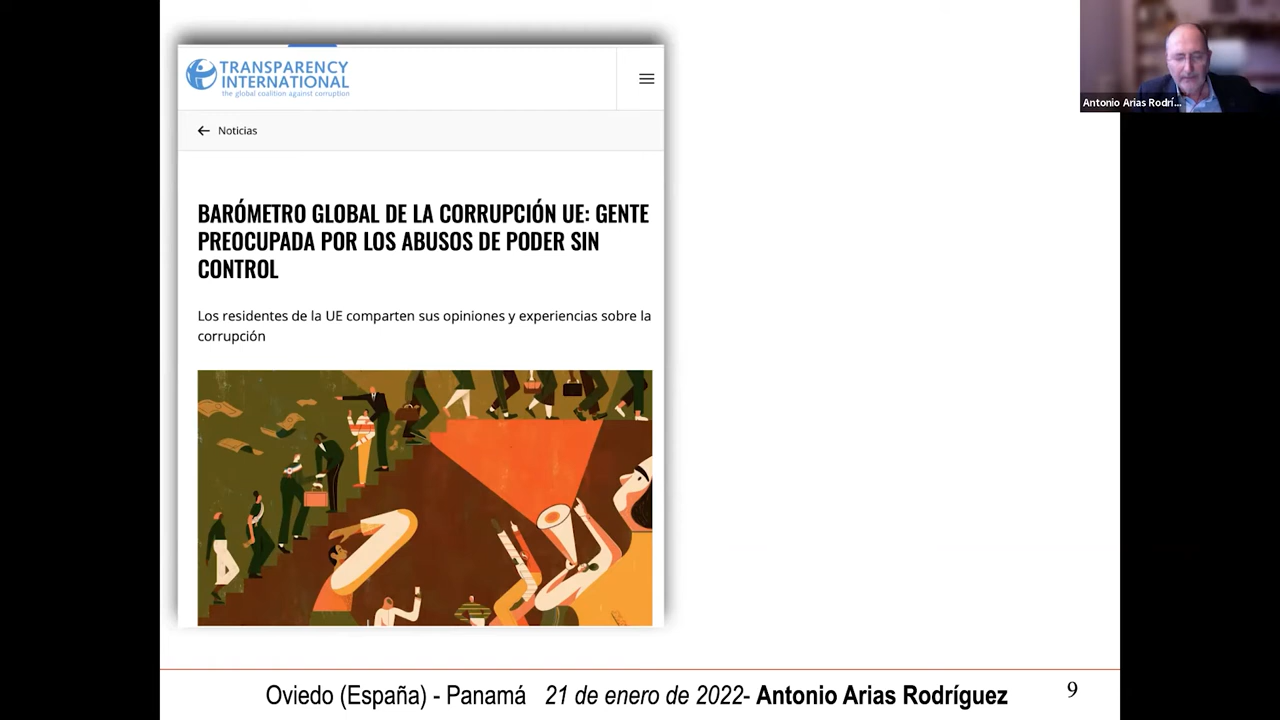 TRANSPARENCY
INTERNATIONAL
the global coalition against corruption
Noticias
BARÓMETRO GLOBAL DE LA CORRUPCIÓN UE: GENTE
PREOCUPADA POR LOS ABUSOS DE PODER SIN
CONTROL
Los residentes de la UE comparten sus opiniones y experiencias sobre la
corrupción
Antonio Arias Rodrí...
Oviedo (España) - Panamá 21 de enero de 2022- Antonio Arias Rodríguez
9